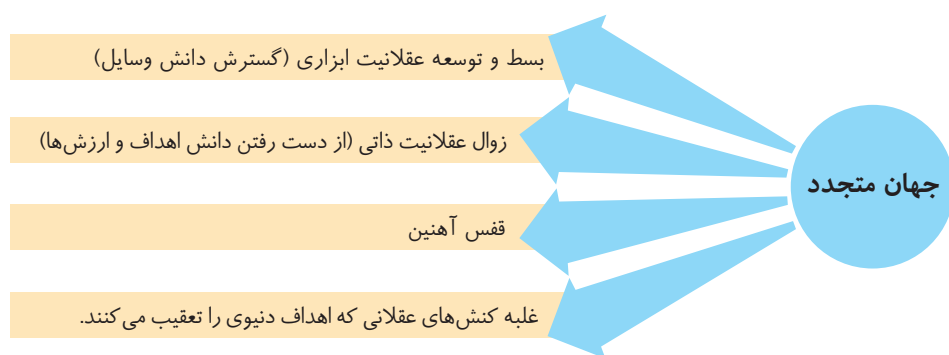 جهان متجدد
بسط و توسعه عقلانیت ابزاری (گسترش دانش وسایل)
زوال عقلانیت ذاتی (از دست رفتن دانش اهداف و ارزش‌ها)
قفس آهنین
غلبه کنش‌های عقلانی که اهداف دنیوی را تعقیب می‌کنند.